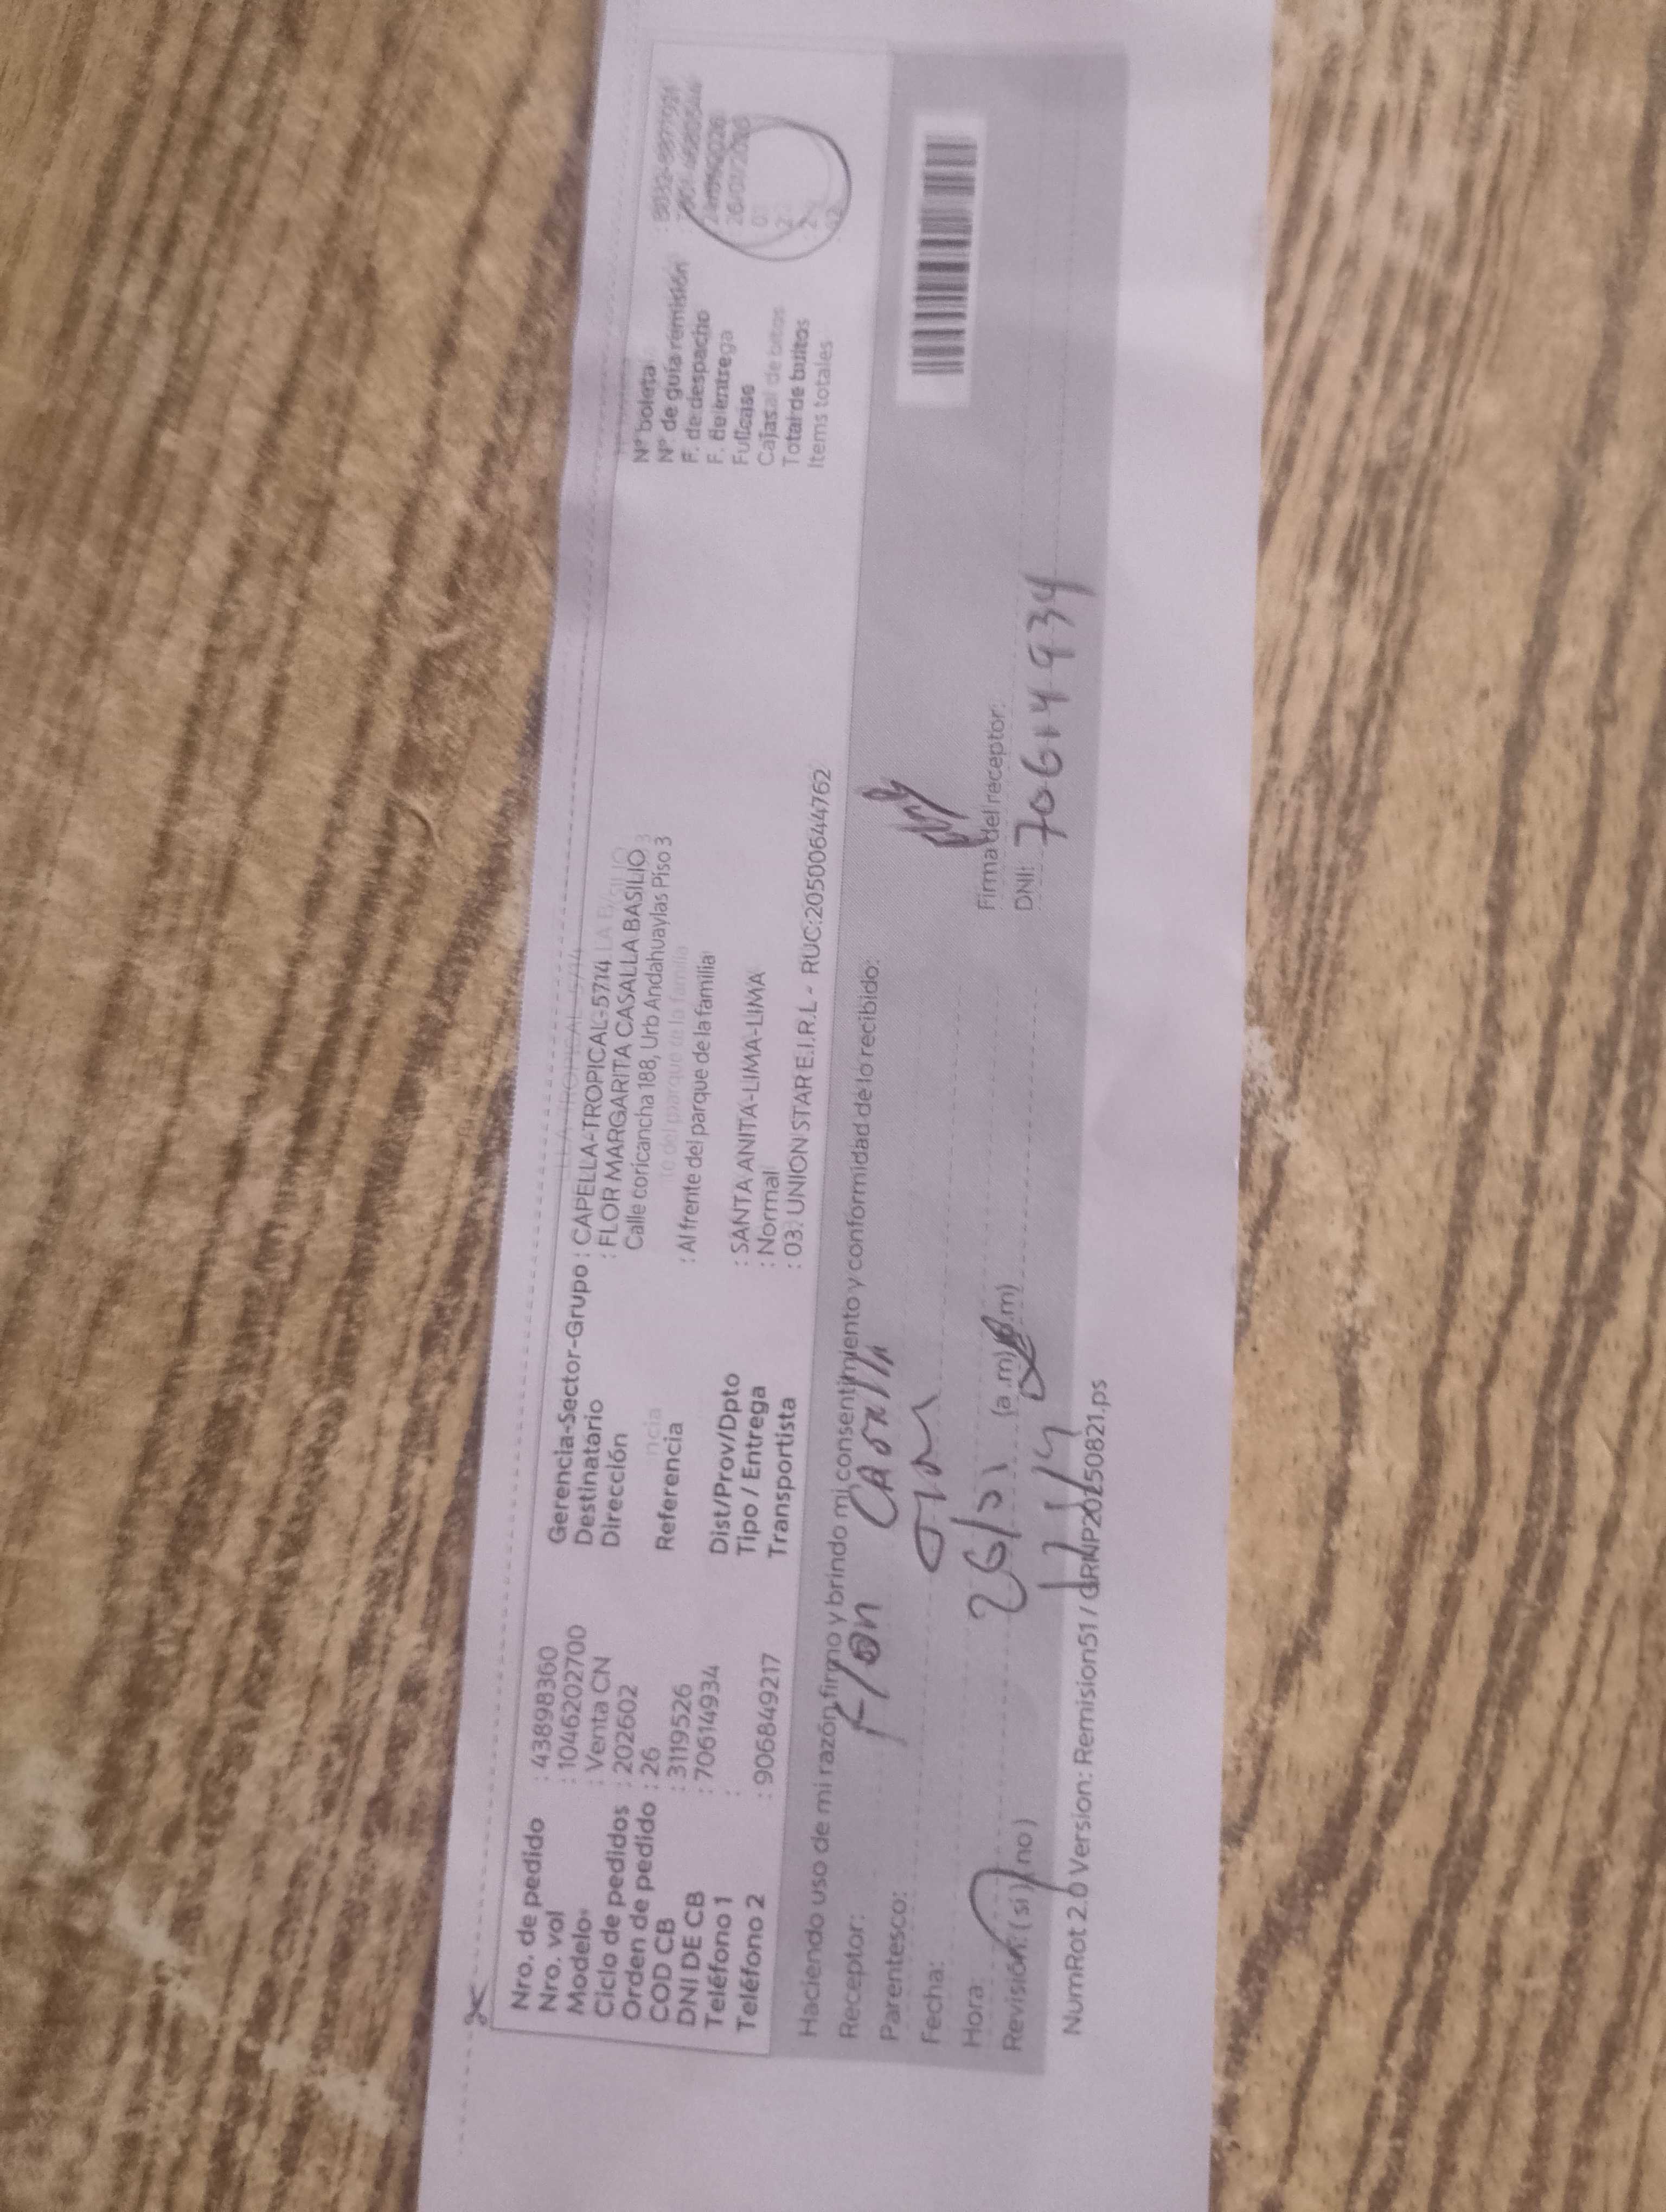 Nro. de pedido : 43898360
Nro. vol : 1046202700
Modelo : Venta CN
Ciclo de pedidos : 202602
Orden de pedido : 26
COD CB : 3119526
DNI DE CB : 70614934
Teléfono 1 :
Teléfono 2 : 906849217
Gerencia-Sector-Grupo : CAPELLA-TROPICAL-5714
Destinatario : FLOR MARGARITA CASALLA BASILIO
Dirección Calle coricancha 188, Urb Andahuaylas Piso 3
Referencia : Al frente del parque de la familia
Dist/Prov/Dpto : SANTA ANITA-LIMA-LIMA
Tipo / Entrega : Normal
Transportista : 03. UNION STAR E.I.R.L - RUC:20500644762
N° boleta
N° de guía remisión
F. de despacho
F. de entrega
Fullcase
Cajas
Total de bultos
Items totales
Haciendo uso de mi razón, firmo y brindo mi consentimiento y conformidad de lo recibido:
Receptor: Flor Casalla
Parentesco:
Fecha:
Hora:
Revisión: ( si ) ( no )
(a.m) (p.m)
Firma del receptor:
DNI: 70614934
NumRot 2.0 Version: Remision51 / GRNP20250821.ps